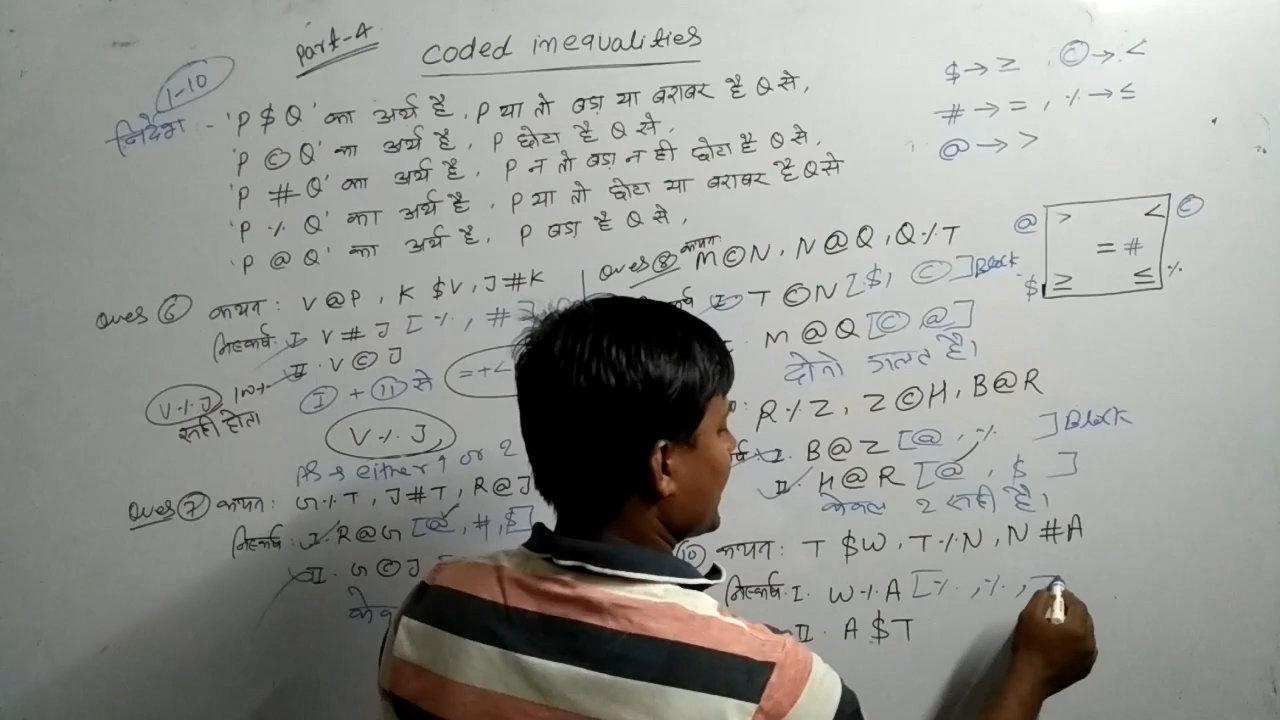 Part-A
coded inequalities
1-10
निर्देश :- 'P $ Q' का अर्थ है, P या तो बड़ा या बराबर है Q से,
'P © Q' का अर्थ है, P छोटा है Q से,
'P # Q' का अर्थ है, P न तो बड़ा न ही छोटा है Q से,
'P % Q' का अर्थ है, P या तो छोटा या बराबर है Q से
'P @ Q' का अर्थ है, P बड़ा है Q से,
$ → ≥ , © → <
# → = , % → ≤
@ → >
@ > < ©
= #
$ ≥ ≤ %
Ques 6 कथन : V @ P , K $ V , J # K
निष्कर्ष I. V # J [ % , # ]
II. V © J
V % J
सही होता
I + II से = + <
V % J,
either 1 or 2
Ques 7 कथन : G % T , J # T , R @ J
निष्कर्ष : I. R @ G [ @ , # , $ ]
II. G © J
Ques 8 कथन: M © N , N @ Q , Q % T
I. T © N [ $ , © ] Block
M @ Q [ © , @ ]
दोनों गलत है।
R % Z , Z © H , B @ R
I. B @ Z [ @ , % ] Block
II. H @ R [ @ , $ ]
केवल 2 सही है।
10 कथन : T $ W , T % N , N # A
निष्कर्ष. I. W % A [ % , % ,
II. A $ T